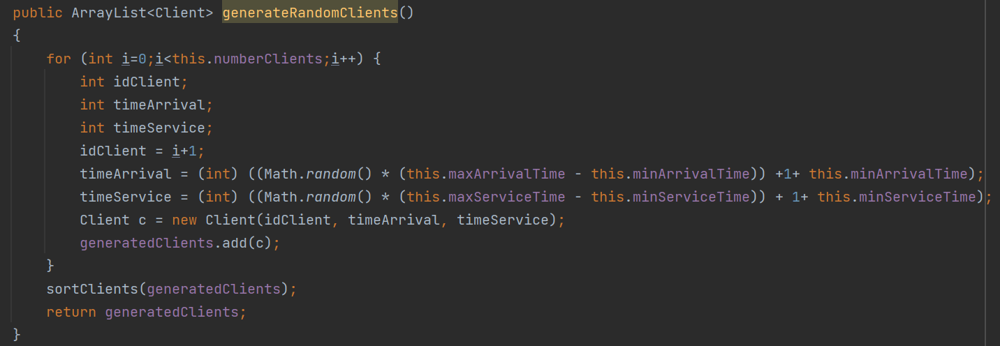 public ArrayList<Client> generateRandomClients()
{
    for (int i=0;i<this.numberClients;i++) {
        int idClient;
        int timeArrival;
        int timeService;
        idClient = i+1;
        timeArrival = (int) ((Math.random() * (this.maxArrivalTime - this.minArrivalTime)) +1+ this.minArrivalTime);
        timeService = (int) ((Math.random() * (this.maxServiceTime - this.minServiceTime)) + 1+ this.minServiceTime);
        Client c = new Client(idClient, timeArrival, timeService);
        generatedClients.add(c);
    }
    sortClients(generatedClients);
    return generatedClients;
}